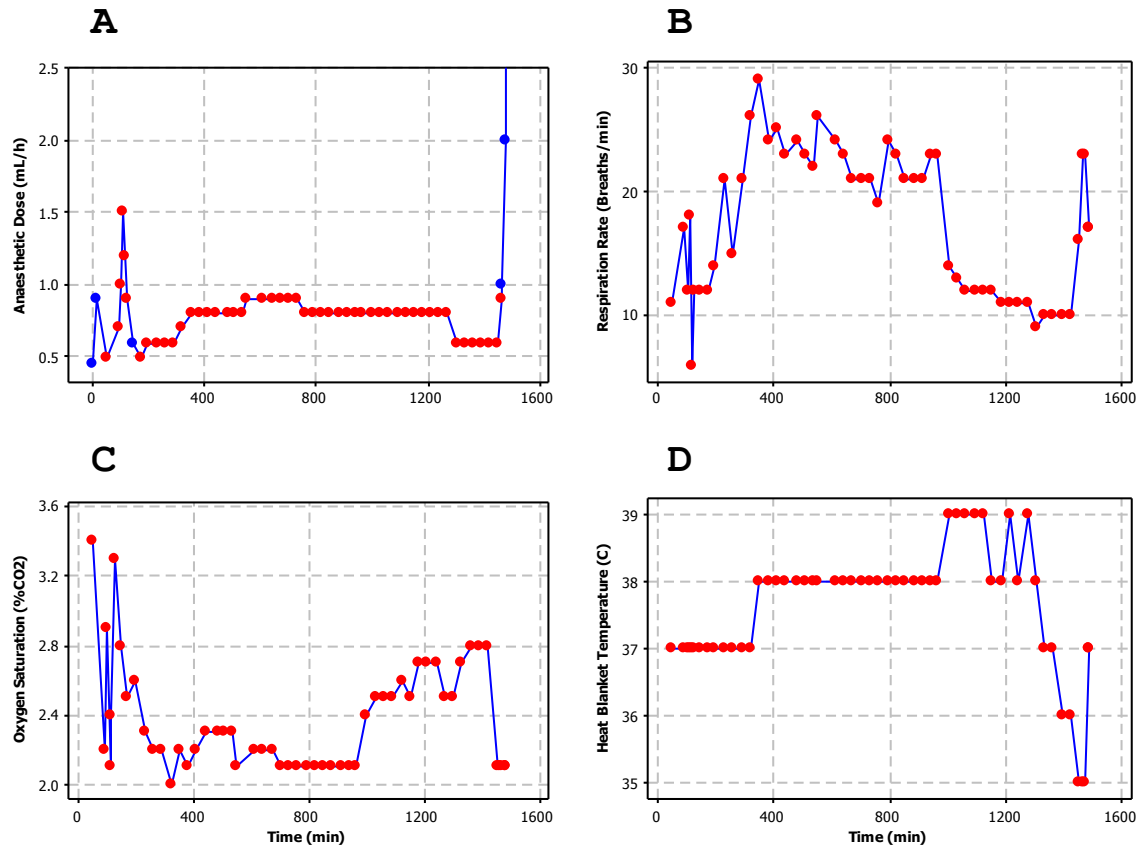 A
2.5
2.0
1.5
1.0
0.5
0 400 800 1200 1600
Anaesthetic Dose (mL/h)
B
30
20
10
0 400 800 1200 1600
Respiration Rate (Breaths/min)
C
3.6
3.2
2.8
2.4
2.0
0 400 800 1200 1600
Oxygen Saturation (%CO2)
Time (min)
D
39
38
37
36
35
0 400 800 1200 1600
Heat Blanket Temperature (C)
Time (min)